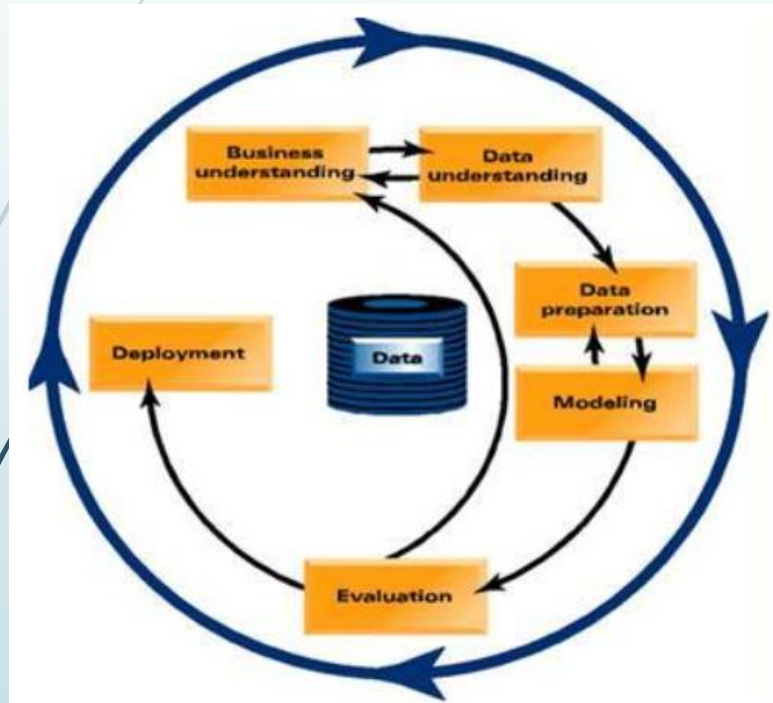 Business
understanding
Data
understanding
Data
preparation
Modeling
Data
Deployment
Evaluation